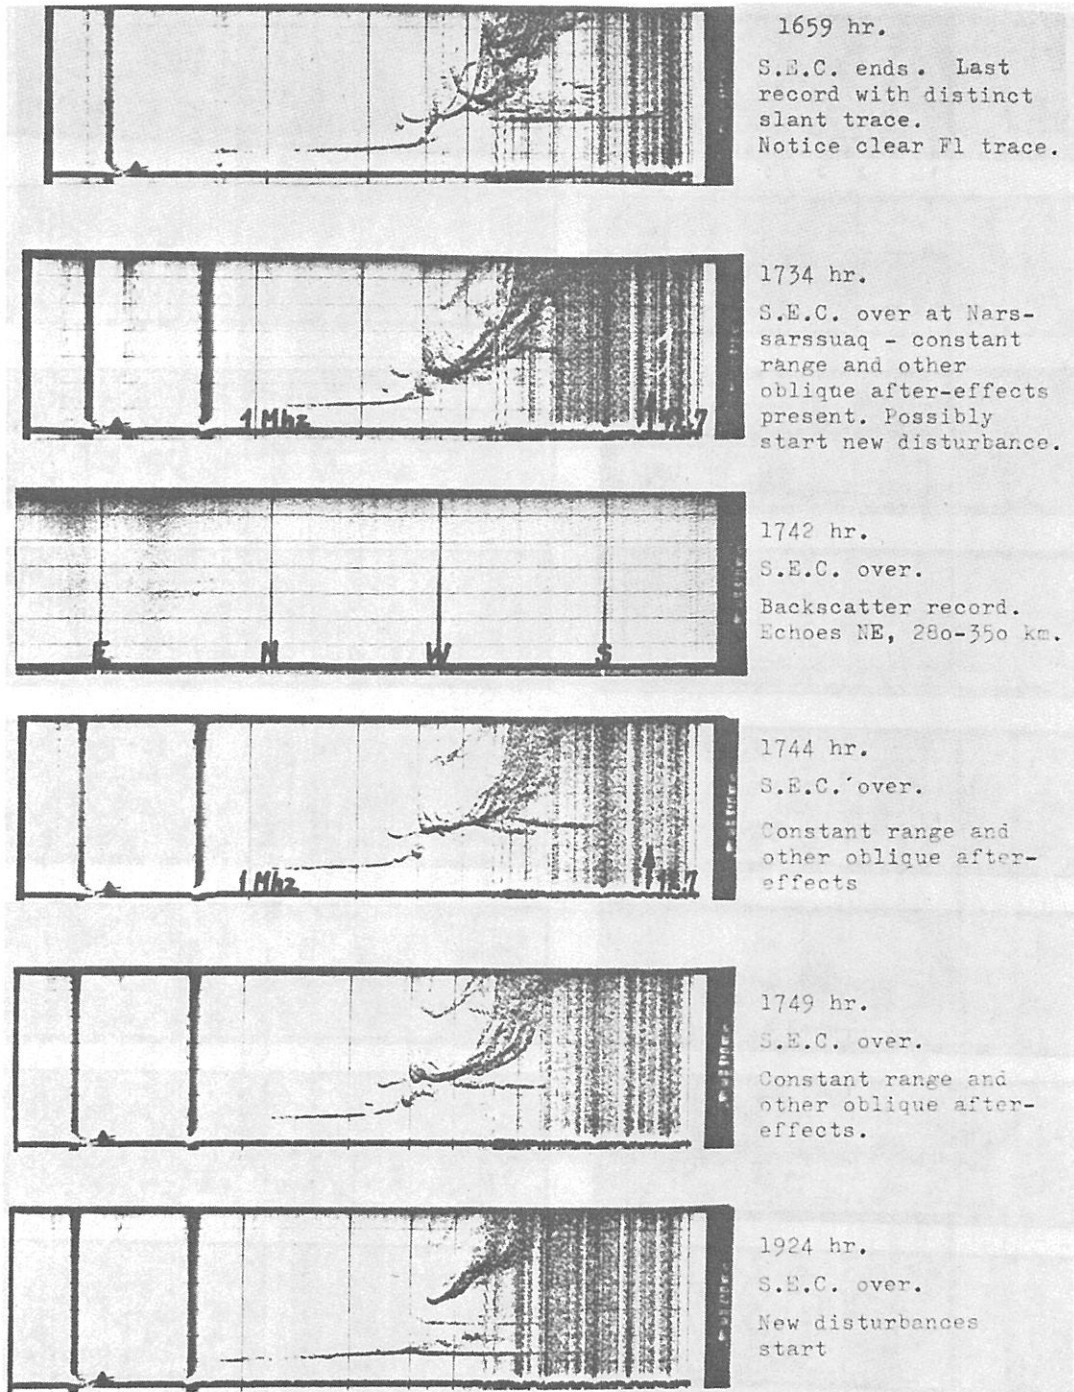 1659 hr.
S.E.C. ends. Last
record with distinct
slant trace.
Notice clear F1 trace.
1734 hr.
S.E.C. over at Nars-
sarssuaq - constant
range and other
oblique after-effects
present. Possibly
start new disturbance.
1 Mhz
1742 hr.
S.E.C. over.
Backscatter record.
Echoes NE, 280-350 km.
E N W S
1744 hr.
S.E.C. over.
Constant range and
other oblique after-
effects
1 Mhz
1749 hr.
S.E.C. over.
Constant range and
other oblique after-
effects.
1924 hr.
S.E.C. over.
New disturbances
start